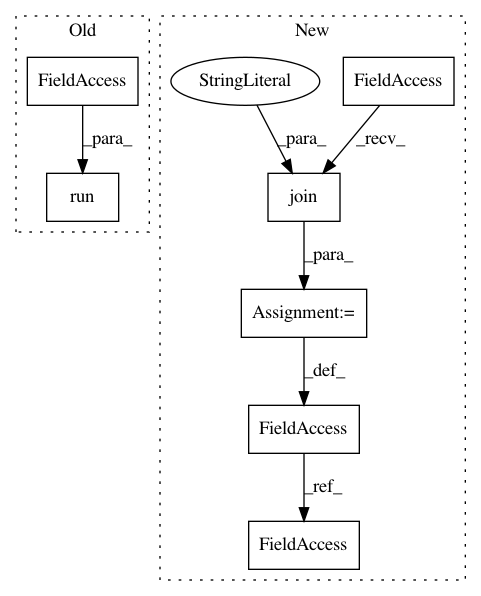 Old
New
FieldAccess
StringLiteral
FieldAccess
_para_
_para_
_recv_
run
join
_para_
Assignment:=
_def_
FieldAccess
_ref_
FieldAccess